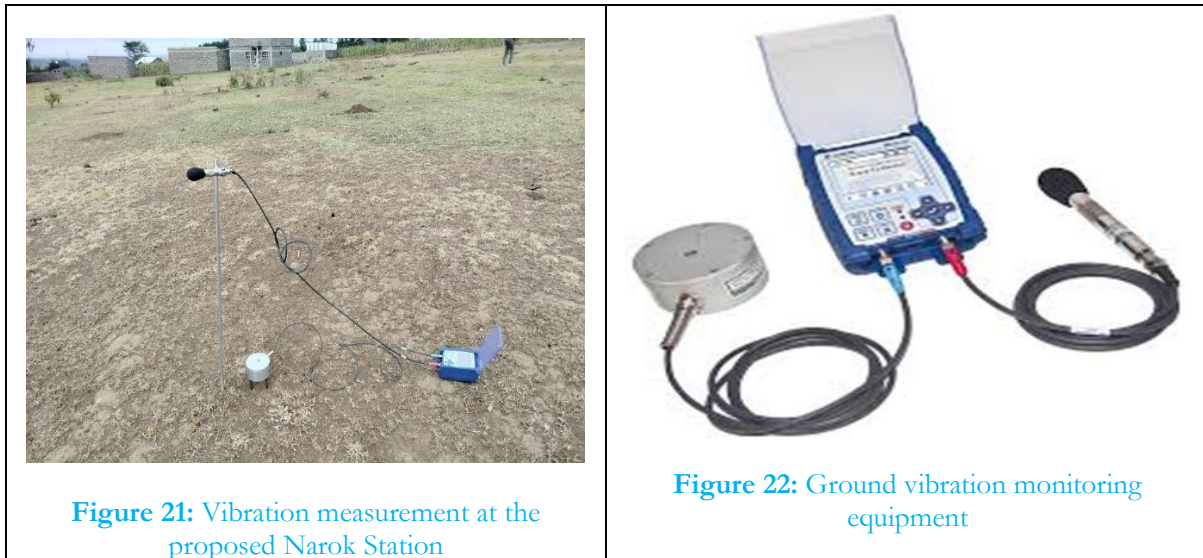 Figure 21: Vibration measurement at the
proposed Narok Station
Figure 22: Ground vibration monitoring
equipment